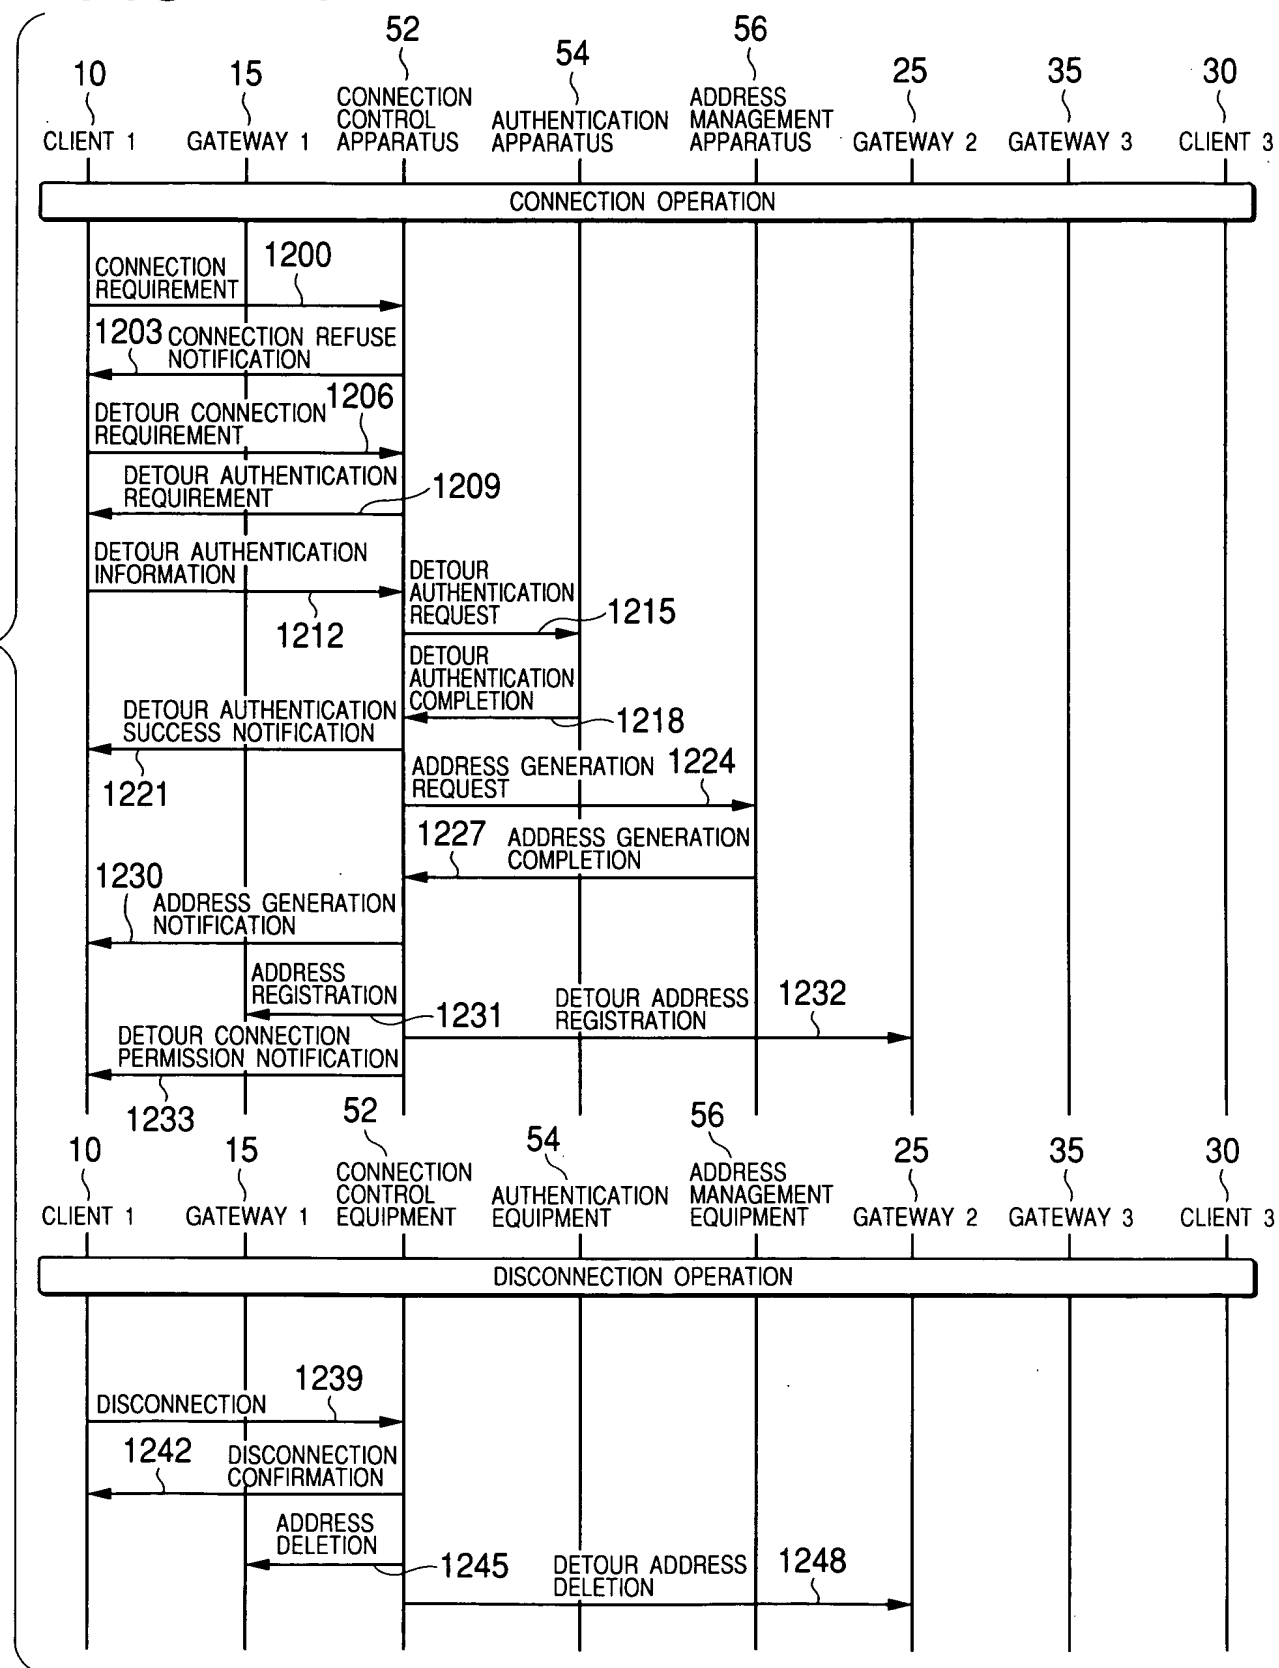 52
56
54
10
15
25
35
30
CONNECTION
CONTROL
APPARATUS
ADDRESS
MANAGEMENT
APPARATUS
AUTHENTICATION
APPARATUS
CLIENT 1
GATEWAY 1
GATEWAY 2
GATEWAY 3
CLIENT 3
CONNECTION OPERATION
1200
CONNECTION
REQUIREMENT
1203
CONNECTION REFUSE
NOTIFICATION
1206
DETOUR CONNECTION
REQUIREMENT
DETOUR AUTHENTICATION
REQUIREMENT
1209
DETOUR AUTHENTICATION
INFORMATION
1212
DETOUR
AUTHENTICATION
REQUEST
1215
DETOUR
AUTHENTICATION
COMPLETION
1218
DETOUR AUTHENTICATION
SUCCESS NOTIFICATION
1221
ADDRESS GENERATION
REQUEST
1224
1227
ADDRESS GENERATION
COMPLETION
1230
ADDRESS GENERATION
NOTIFICATION
ADDRESS
REGISTRATION
1231
DETOUR ADDRESS
REGISTRATION
1232
DETOUR CONNECTION
PERMISSION NOTIFICATION
1233
52
56
54
10
15
25
35
30
CONNECTION
CONTROL
EQUIPMENT
ADDRESS
MANAGEMENT
EQUIPMENT
AUTHENTICATION
EQUIPMENT
CLIENT 1
GATEWAY 1
GATEWAY 2
GATEWAY 3
CLIENT 3
DISCONNECTION OPERATION
1239
DISCONNECTION
1242
DISCONNECTION
CONFIRMATION
ADDRESS
DELETION
1245
DETOUR ADDRESS
DELETION
1248